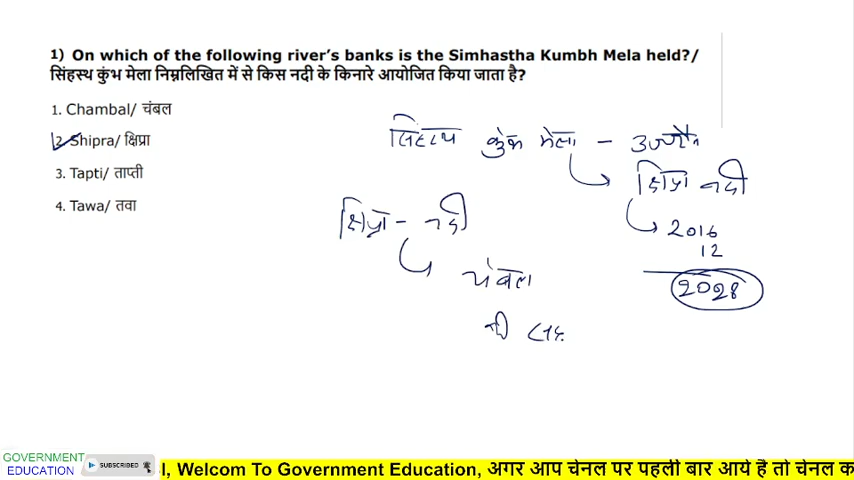 1) On which of the following river's banks is the Simhastha Kumbh Mela held?/
सिंहस्थ कुंभ मेला निम्नलिखित में से किस नदी के किनारे आयोजित किया जाता है?
1. Chambal/ चंबल
2. Shipra/ क्षिप्रा
3. Tapti/ ताप्ती
4. Tawa/ तवा
कुंभ मेला - उज्जैन
क्षिप्रा नदी
क्षिप्रा - नदी
2016
12
चंबल
2028
की
GOVERNMENT
EDUCATION
SUBSCRIBED
l, Welcom To Government Education, अगर आप चेनल पर पहली बार आये है तो चेनल क